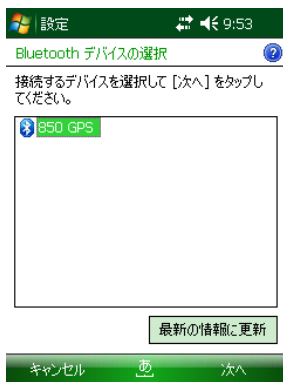 設定 9:53
Bluetooth デバイスの選択
接続するデバイスを選択して [次へ] をタップし
てください。
850 GPS
最新の情報に更新
キャンセル あ 次へ